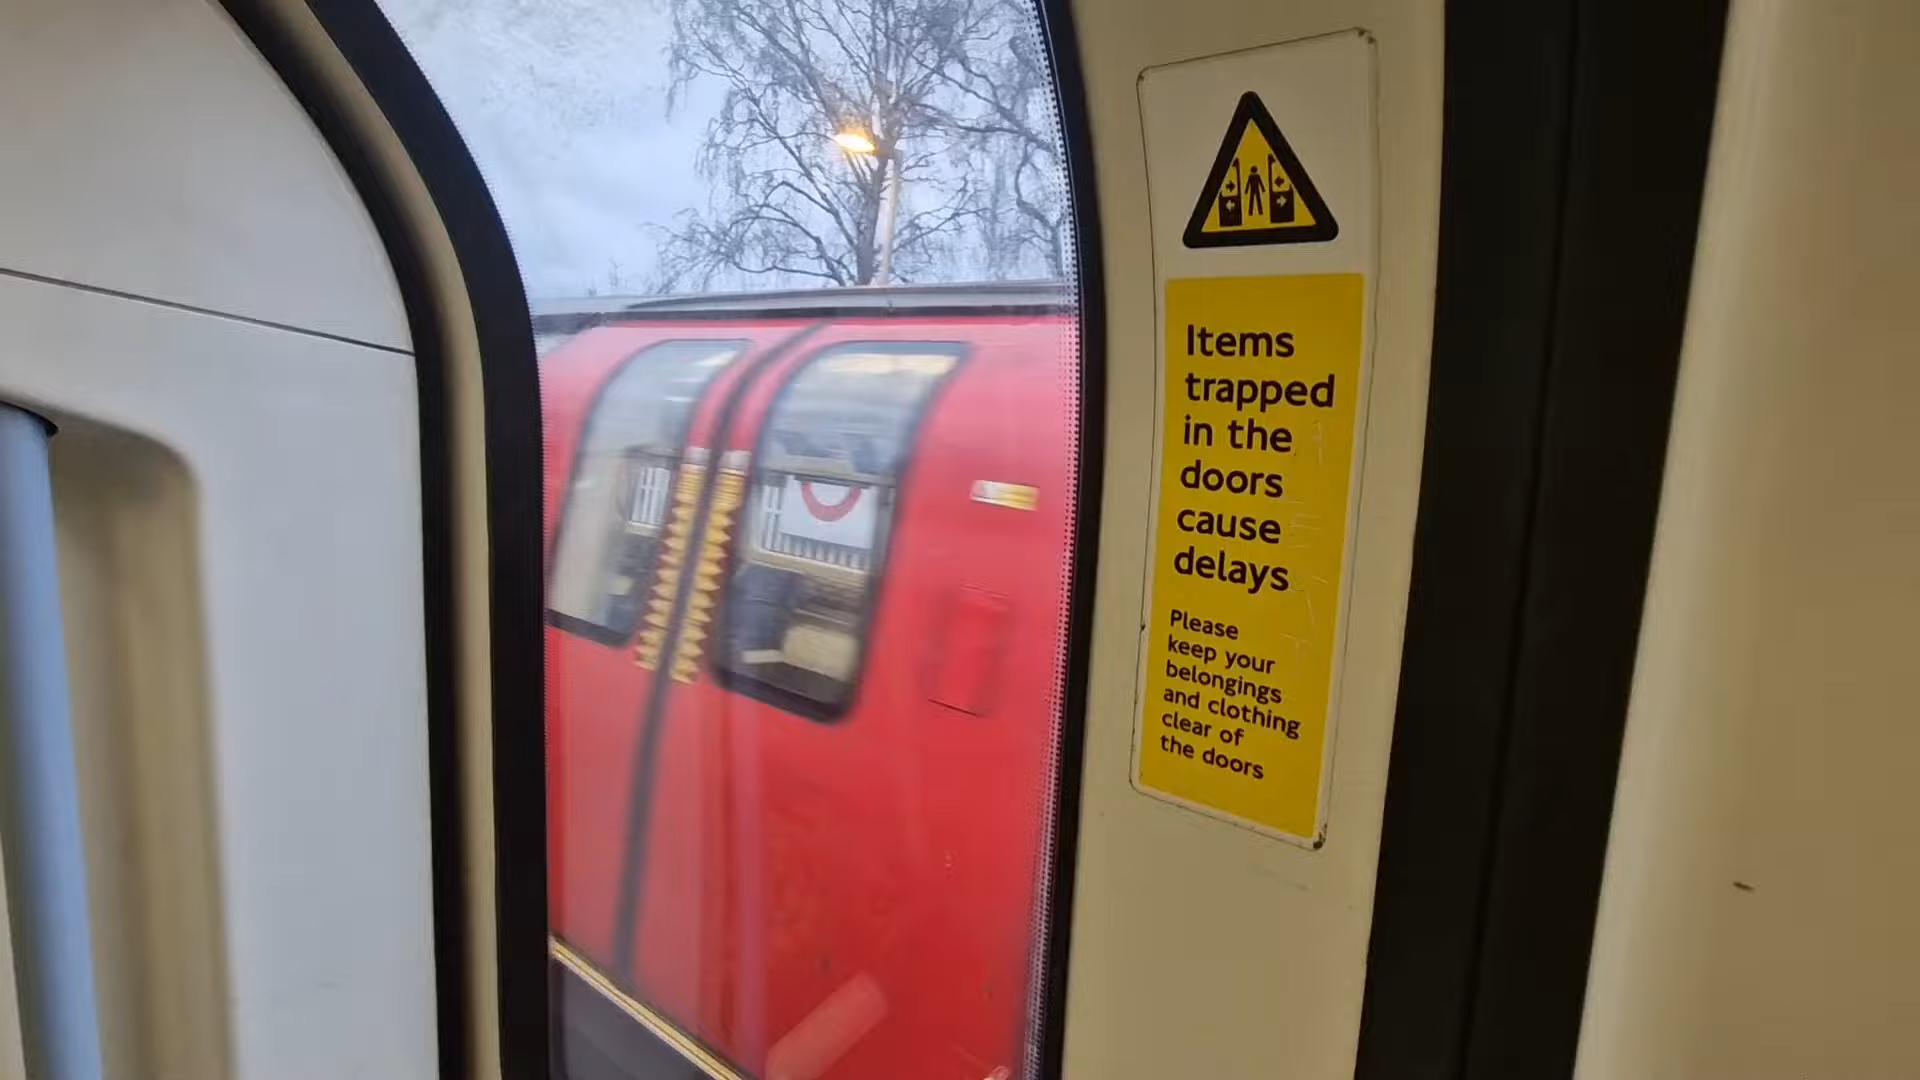 Items
trapped
in the
doors
cause
delays
Please
keep your
belongings
and clothing
clear of
the doors